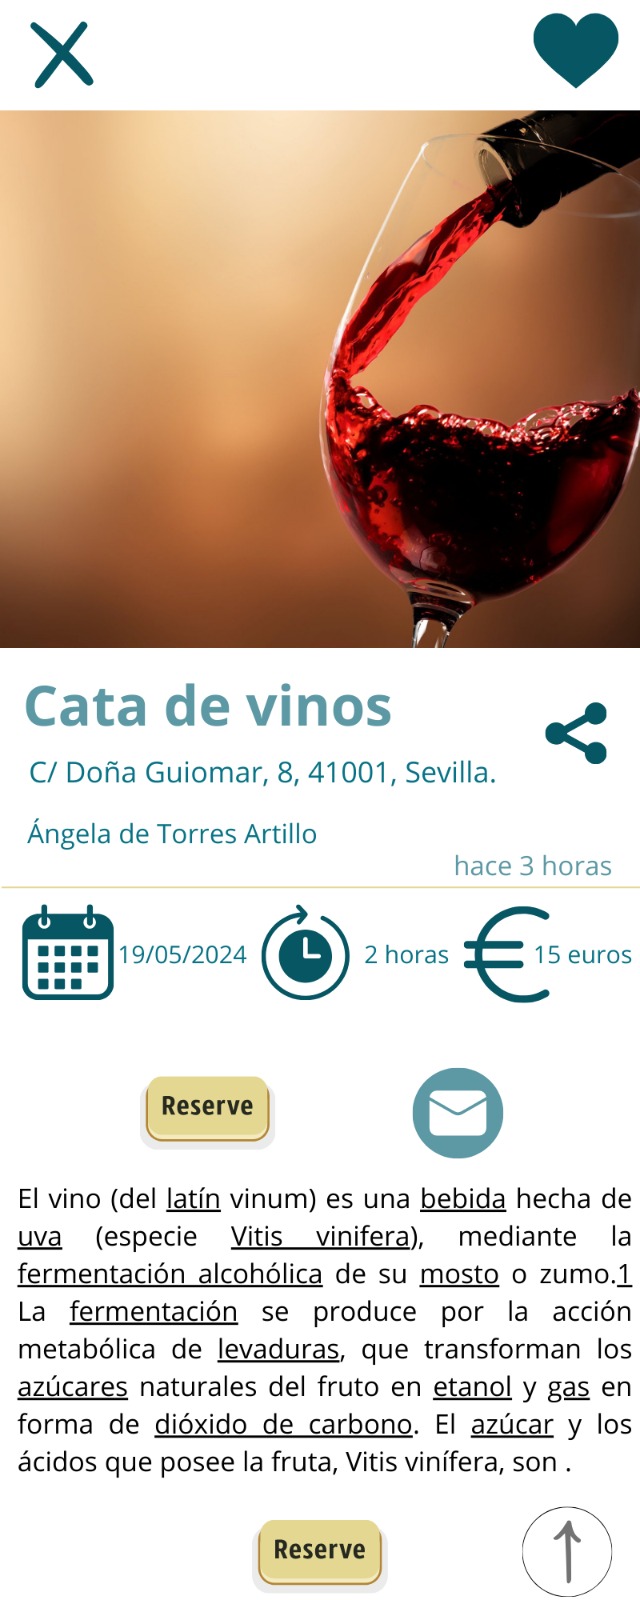 Cata de vinos
C/ Doña Guiomar, 8, 41001, Sevilla.
Ángela de Torres Artillo
hace 3 horas
19/05/2024
2 horas
15 euros
Reserve
El vino (del latín vinum) es una bebida hecha de
uva (especie Vitis vinifera), mediante la
fermentación alcohólica de su mosto o zumo.1
La fermentación se produce por la acción
metabólica de levaduras, que transforman los
azúcares naturales del fruto en etanol y gas en
forma de dióxido de carbono. El azúcar y los
ácidos que posee la fruta, Vitis vinífera, son .
Reserve